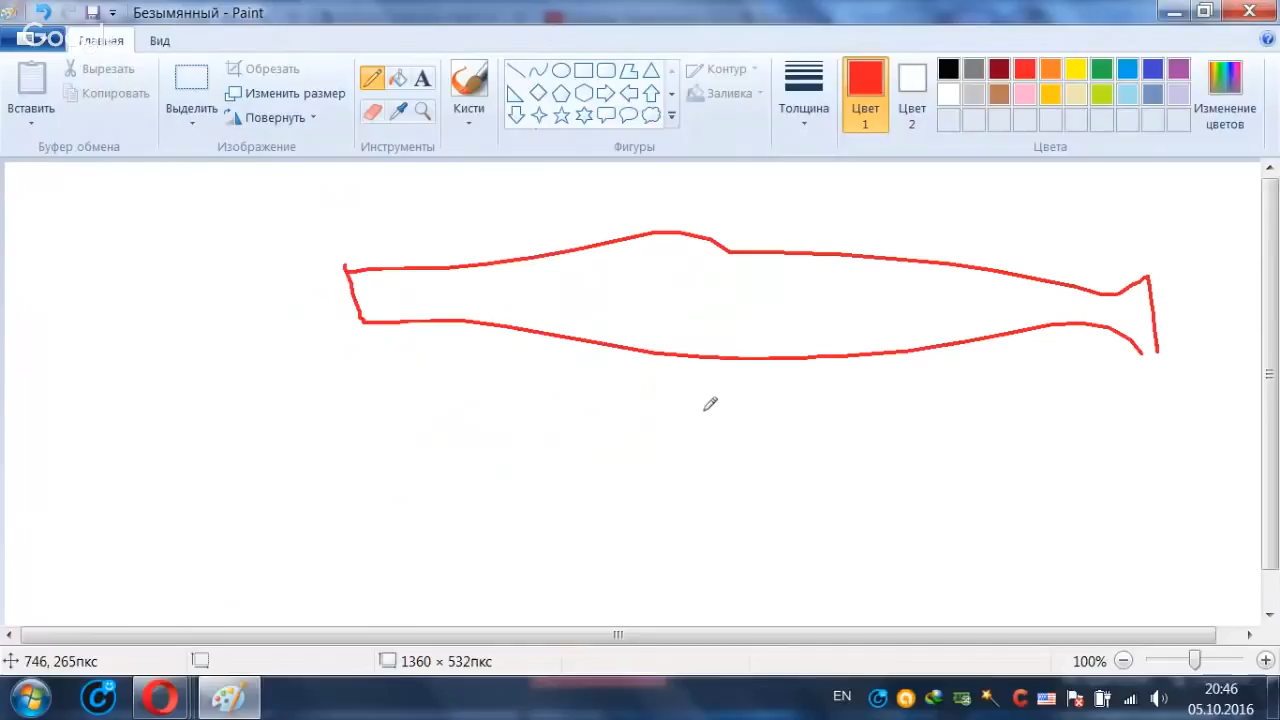 Безымянный - Paint
Главная
Вид
Вставить
Вырезать
Копировать
Буфер обмена
Выделить
Обрезать
Изменить размер
Повернуть
Изображение
A
Инструменты
Кисти
Контур
Заливка
Фигуры
Толщина
Цвет 1
Цвет 2
Изменение цветов
Цвета
746, 265пкс
1360 × 532пкс
100%
EN
20:46
05.10.2016